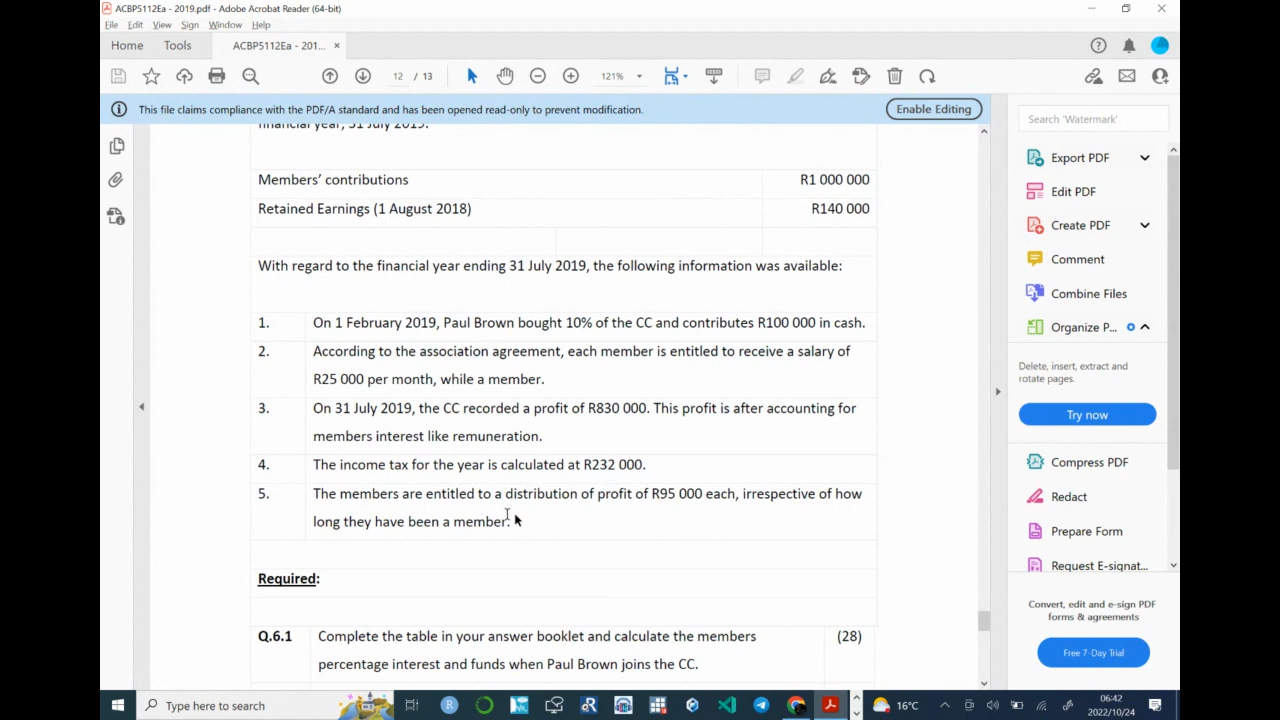 ACBP5112Ea - 2019.pdf - Adobe Acrobat Reader (64-bit)
File Edit View Sign Window Help
Home Tools ACBP5112Ea - 201... ×
12 / 13 121%
This file claims compliance with the PDF/A standard and has been opened read-only to prevent modification. Enable Editing
financial year, 31 July 2019.
Members' contributions R1 000 000
Retained Earnings (1 August 2018) R140 000
With regard to the financial year ending 31 July 2019, the following information was available:
1. On 1 February 2019, Paul Brown bought 10% of the CC and contributes R100 000 in cash.
2. According to the association agreement, each member is entitled to receive a salary of
R25 000 per month, while a member.
3. On 31 July 2019, the CC recorded a profit of R830 000. This profit is after accounting for
members interest like remuneration.
4. The income tax for the year is calculated at R232 000.
5. The members are entitled to a distribution of profit of R95 000 each, irrespective of how
long they have been a member.
Required:
Q.6.1 Complete the table in your answer booklet and calculate the members (28)
percentage interest and funds when Paul Brown joins the CC.
Search 'Watermark'
Export PDF
Edit PDF
Create PDF
Comment
Combine Files
Organize P...
Delete, insert, extract and
rotate pages.
Try now
Compress PDF
Redact
Prepare Form
Request E-signat...
Convert, edit and e-sign PDF
forms & agreements
Free 7-Day Trial
Type here to search
16°C
06:42
2022/10/24